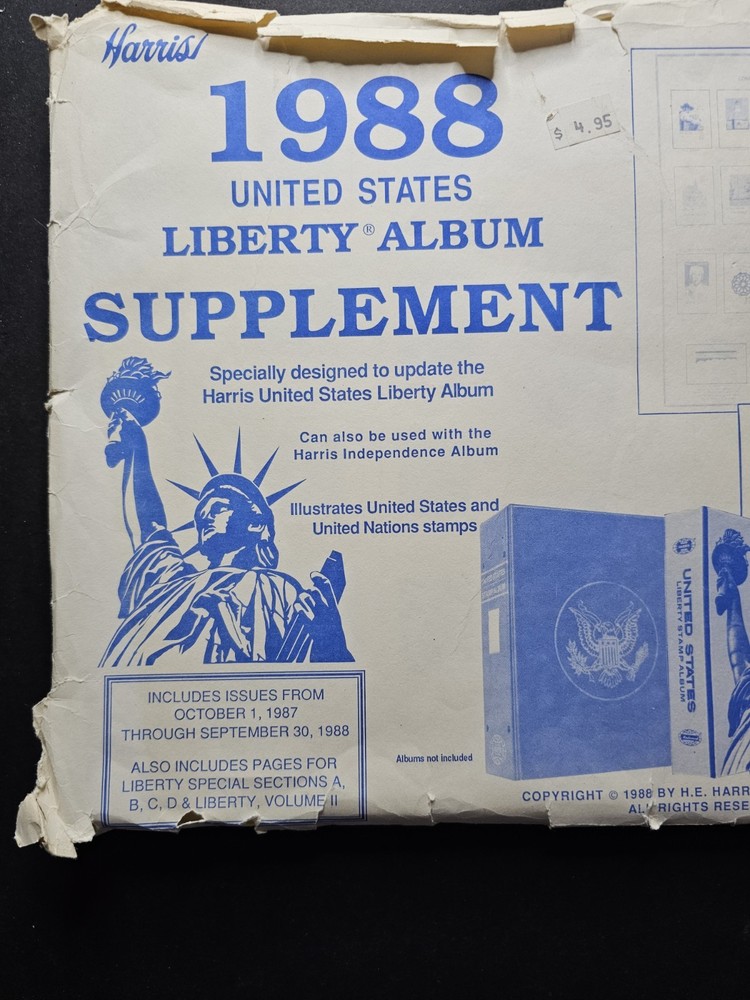 Harris
1988
$ 4.95
UNITED STATES
LIBERTY® ALBUM
SUPPLEMENT
Specially designed to update the
Harris United States Liberty Album
Can also be used with the
Harris Independence Album
Illustrates United States and
United Nations stamps
UNITED STATES
LIBERTY STAMP ALBUM
INCLUDES ISSUES FROM
OCTOBER 1, 1987
THROUGH SEPTEMBER 30, 1988
ALSO INCLUDES PAGES FOR
LIBERTY SPECIAL SECTIONS A,
B, C, D & LIBERTY, VOLUME II
Albums not included
COPYRIGHT © 1988 BY H.E. HARR
ALL RIGHTS RESE